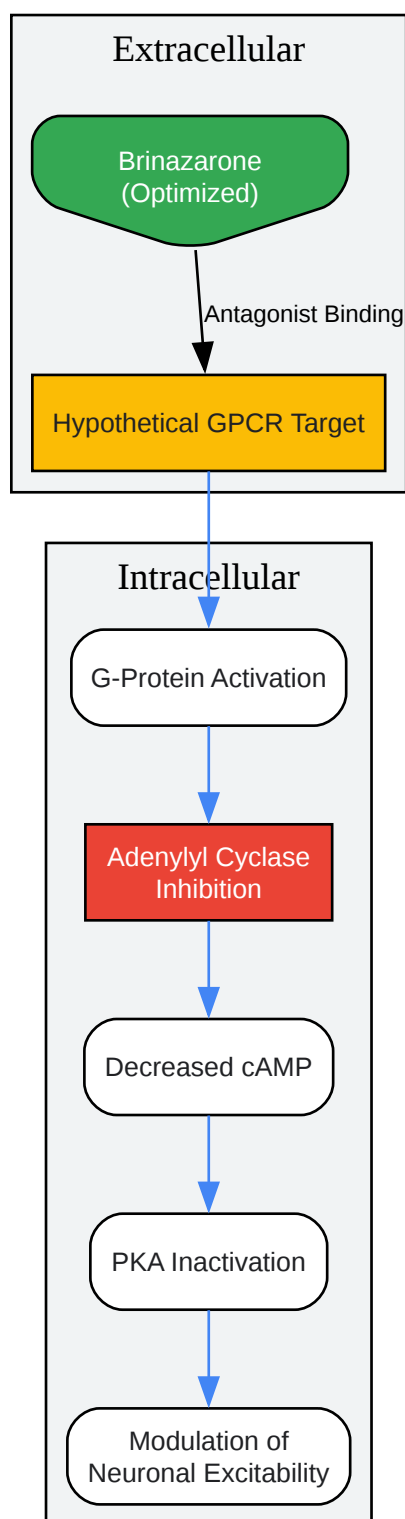 Extracellular
Brinazarone
(Optimized)
Antagonist Binding
Hypothetical GPCR Target
Intracellular
G-Protein Activation
Adenylyl Cyclase
Inhibition
Decreased cAMP
PKA Inactivation
Modulation of
Neuronal Excitability